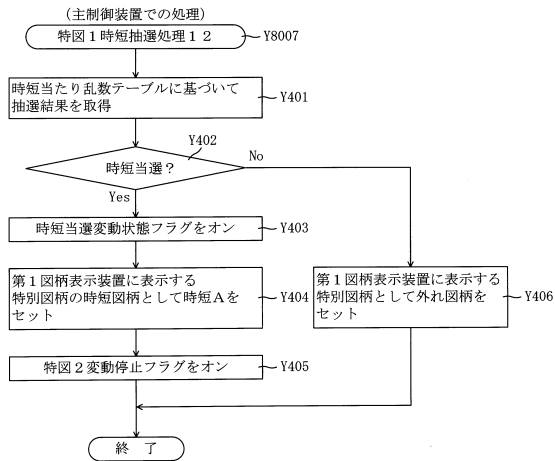 (主制御装置での処理)
特図1時短抽選処理12
Y8007
時短当たり乱数テーブルに基づいて
抽選結果を取得
Y401
Y402
時短当選?
No
Yes
時短当選変動状態フラグをオン
Y403
第1図柄表示装置に表示する
特別図柄の時短図柄として時短Aを
セット
Y404
第1図柄表示装置に表示する
特別図柄として外れ図柄を
セット
Y406
特図2変動停止フラグをオン
Y405
終 了